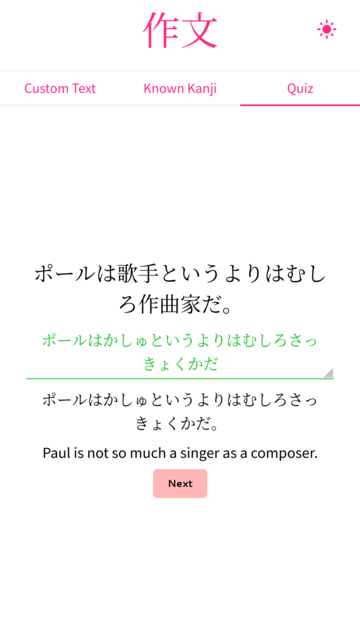 作文
Custom Text
Known Kanji
Quiz
ポールは歌手というよりはむし
ろ作曲家だ。
ポールはかしゅというよりはむしろさっ
きょくかだ
ポールはかしゅというよりはむしろさっ
きょくかだ。
Paul is not so much a singer as a composer.
Next